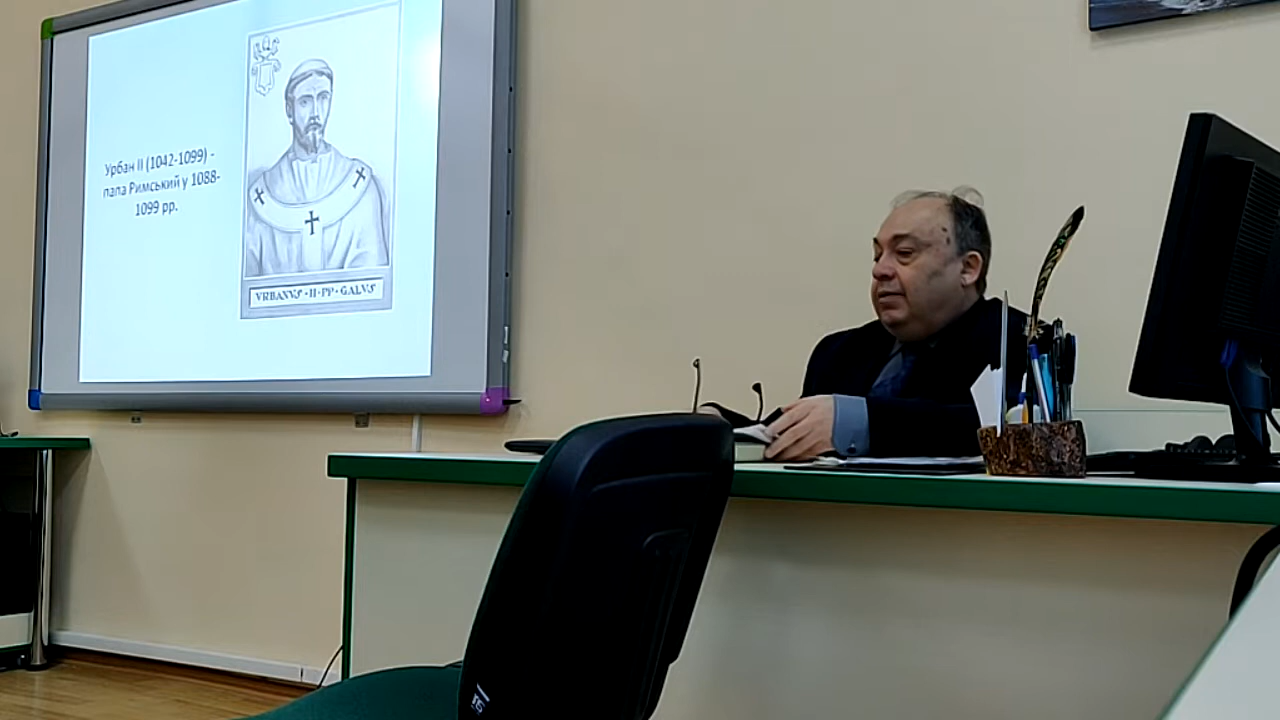 Урбан II (1042-1099) -
папа Римський у 1088-
1099 рр.
VRBANVS · II · PP · GALVS